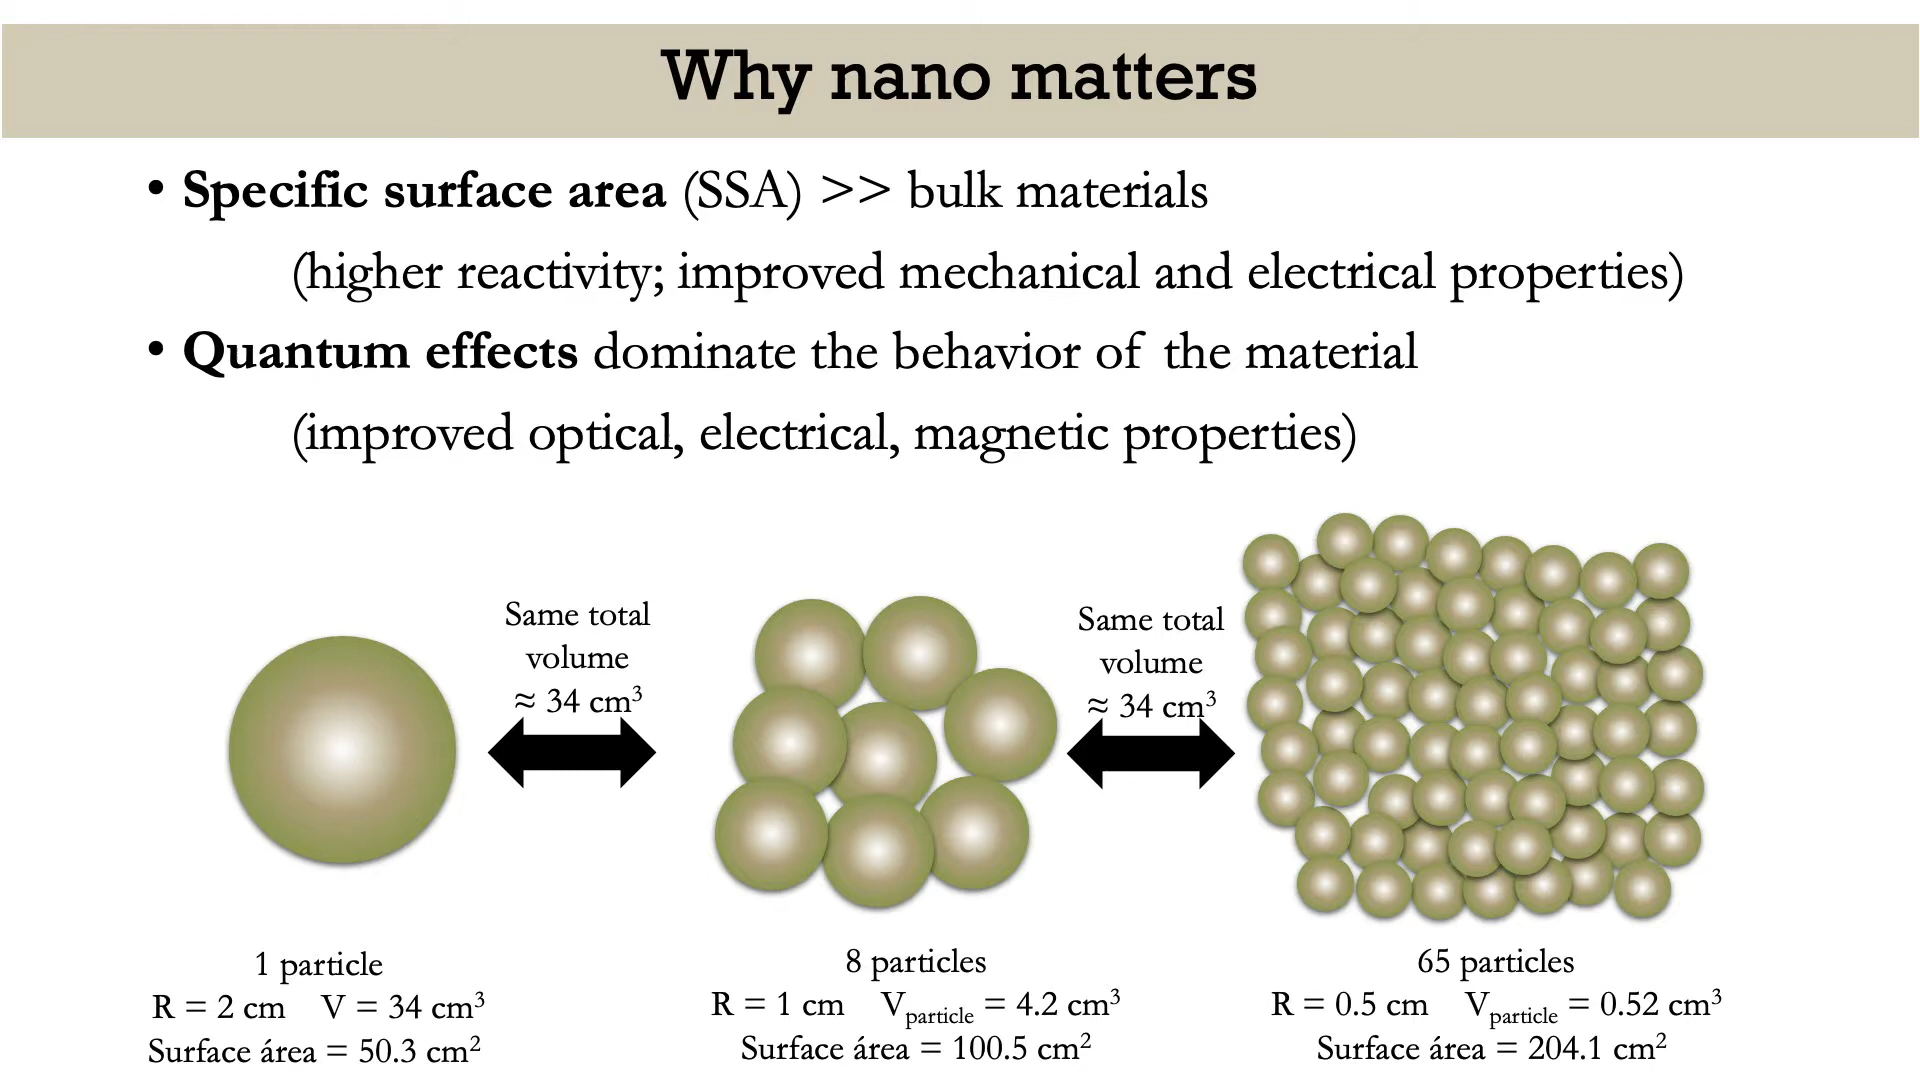 Why nano matters
• Specific surface area (SSA) >> bulk materials
(higher reactivity; improved mechanical and electrical properties)
• Quantum effects dominate the behavior of the material
(improved optical, electrical, magnetic properties)
Same total
volume
≈ 34 cm³
Same total
volume
≈ 34 cm³
1 particle
R = 2 cm V = 34 cm³
Surface área = 50.3 cm²
8 particles
R = 1 cm Vparticle = 4.2 cm³
Surface área = 100.5 cm²
65 particles
R = 0.5 cm Vparticle = 0.52 cm³
Surface área = 204.1 cm²